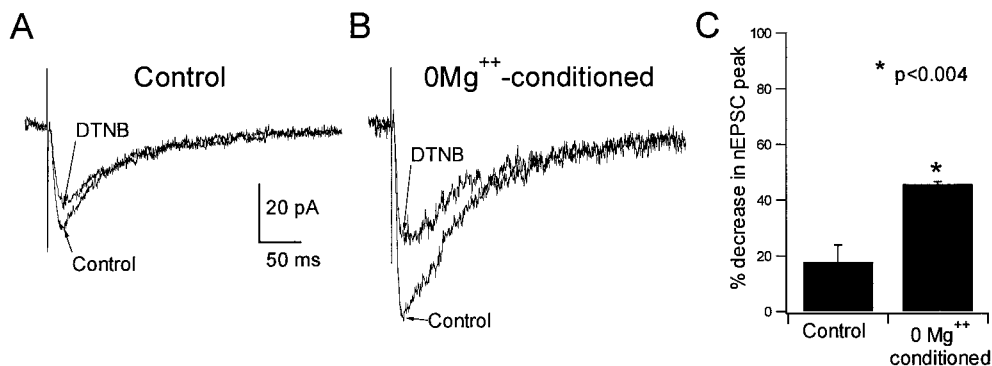 A
Control
DTNB
Control
20 pA
50 ms
B
0Mg⁺⁺-conditioned
DTNB
Control
C
% decrease in nEPSC peak
100
80
60
40
20
0
* p<0.004
*
Control
0 Mg⁺⁺
conditioned